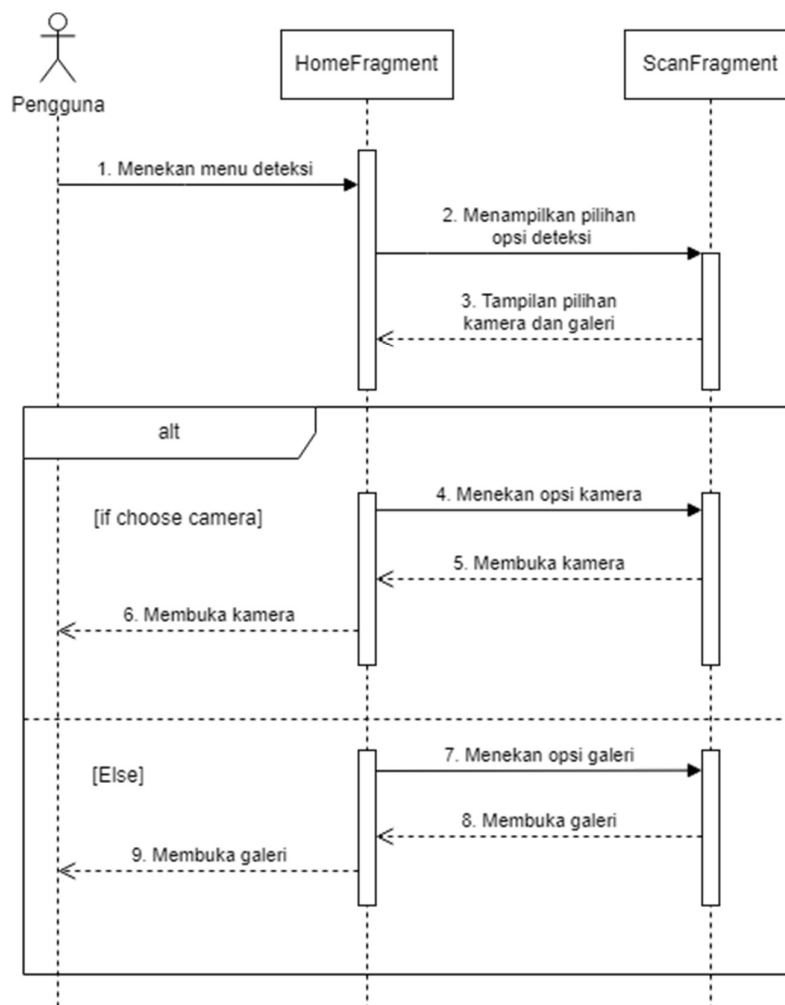 Pengguna
HomeFragment
ScanFragment
1. Menekan menu deteksi
2. Menampilkan pilihan
opsi deteksi
3. Tampilan pilihan
kamera dan galeri
alt
[if choose camera]
4. Menekan opsi kamera
5. Membuka kamera
6. Membuka kamera
[Else]
7. Menekan opsi galeri
8. Membuka galeri
9. Membuka galeri